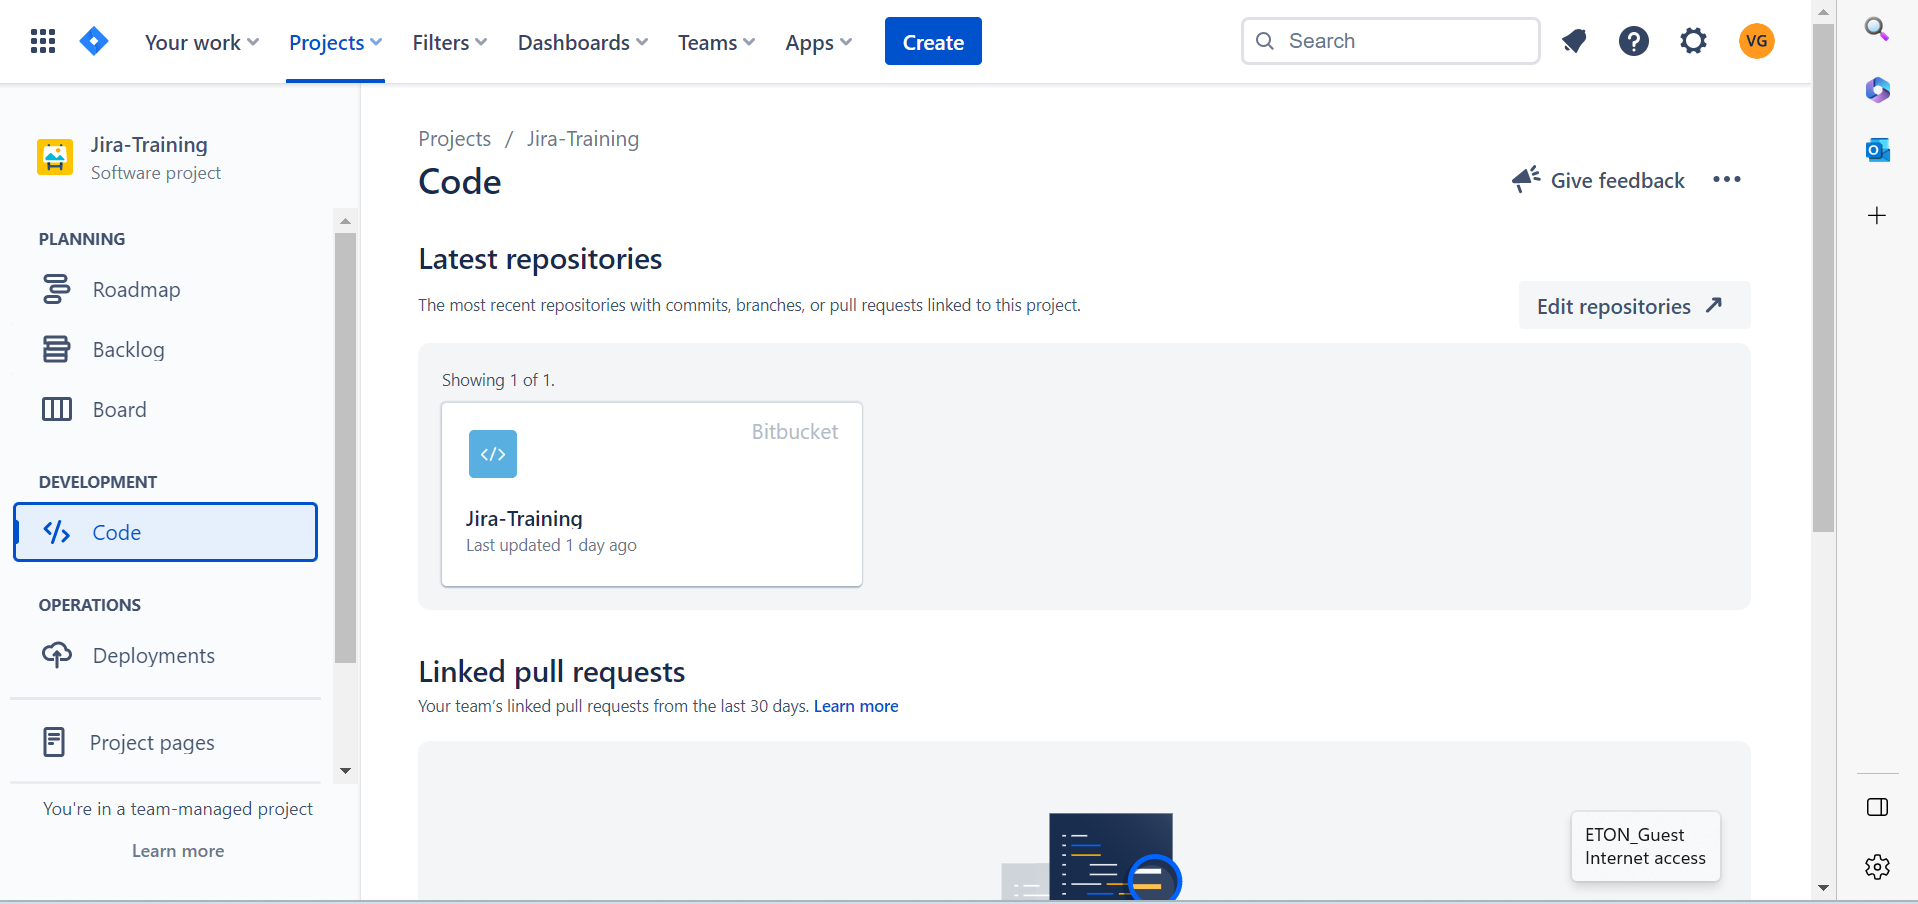 Your work
Projects
Filters
Dashboards
Teams
Apps
Create
Search
VG
Jira-Training
Software project
PLANNING
Roadmap
Backlog
Board
DEVELOPMENT
</> Code
OPERATIONS
Deployments
Project pages
You're in a team-managed project
Learn more
Projects / Jira-Training
Code
Give feedback
Latest repositories
The most recent repositories with commits, branches, or pull requests linked to this project.
Edit repositories
Showing 1 of 1.
Bitbucket
</>
Jira-Training
Last updated 1 day ago
Linked pull requests
Your team’s linked pull requests from the last 30 days. Learn more
ETON_Guest
Internet access